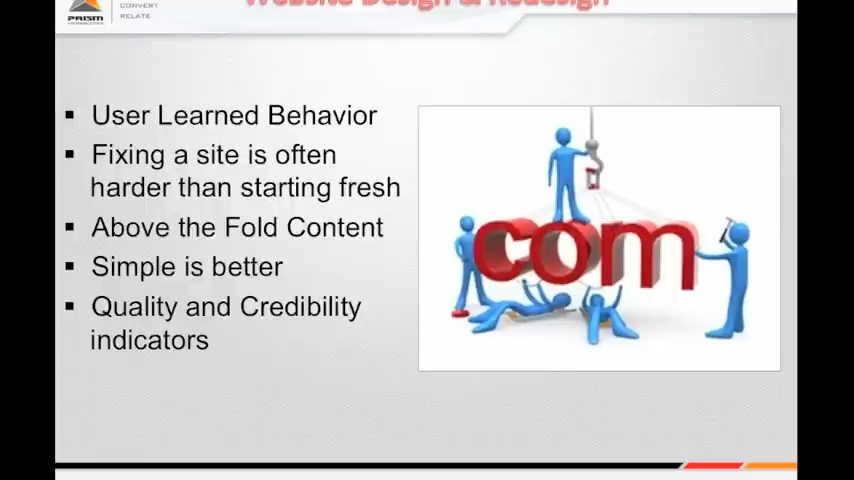 CONVERT
RELATE
PRISM
Website Design & Redesign
User Learned Behavior
Fixing a site is often
harder than starting fresh
Above the Fold Content
Simple is better
Quality and Credibility
indicators
com